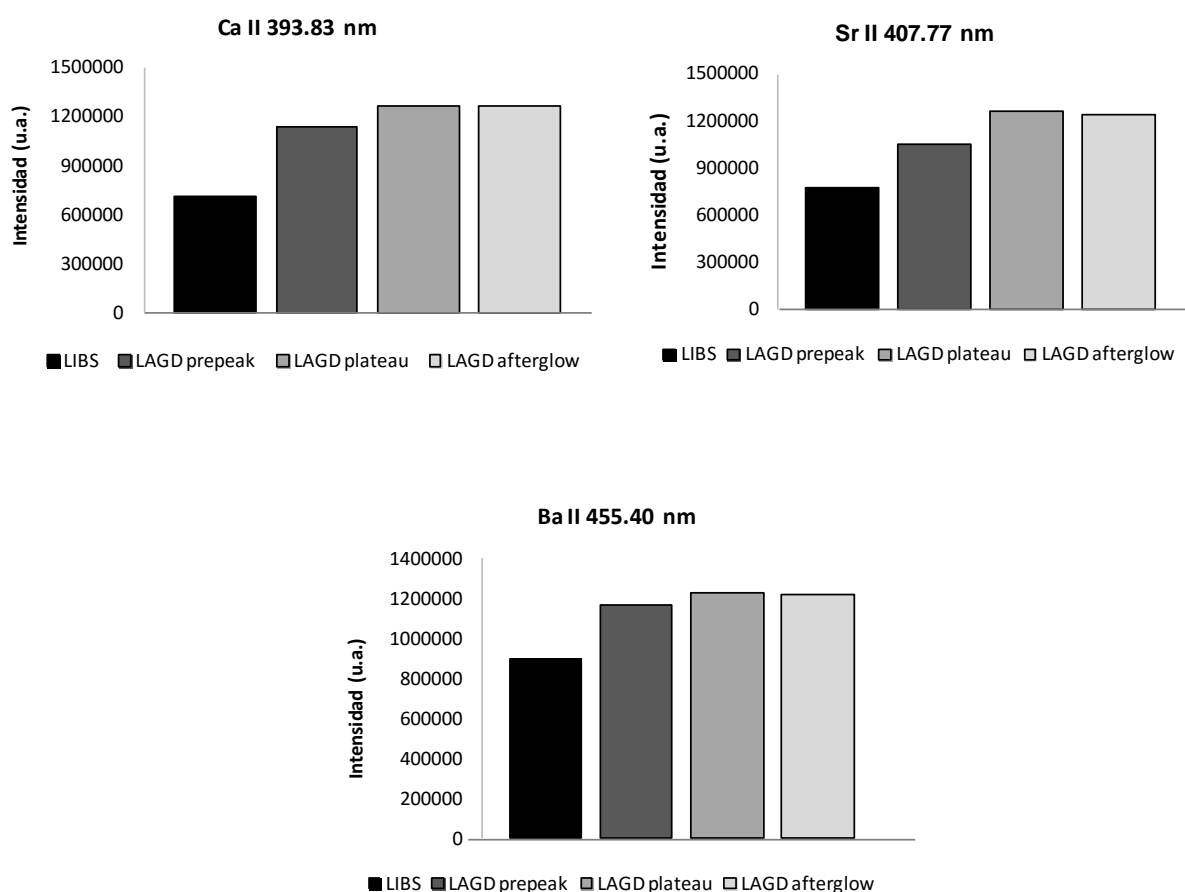 Ca II 393.83 nm
1500000
1200000
900000
600000
300000
0
Intensidad (u.a.)
LIBS LAGD prepeak LAGD plateau LAGD afterglow
Sr II 407.77 nm
1500000
1200000
900000
600000
300000
0
Intensidad (u.a.)
LIBS LAGD prepeak LAGD plateau LAGD afterglow
Ba II 455.40 nm
1400000
1200000
1000000
800000
600000
400000
200000
0
Intensidad (u.a.)
LIBS LAGD prepeak LAGD plateau LAGD afterglow